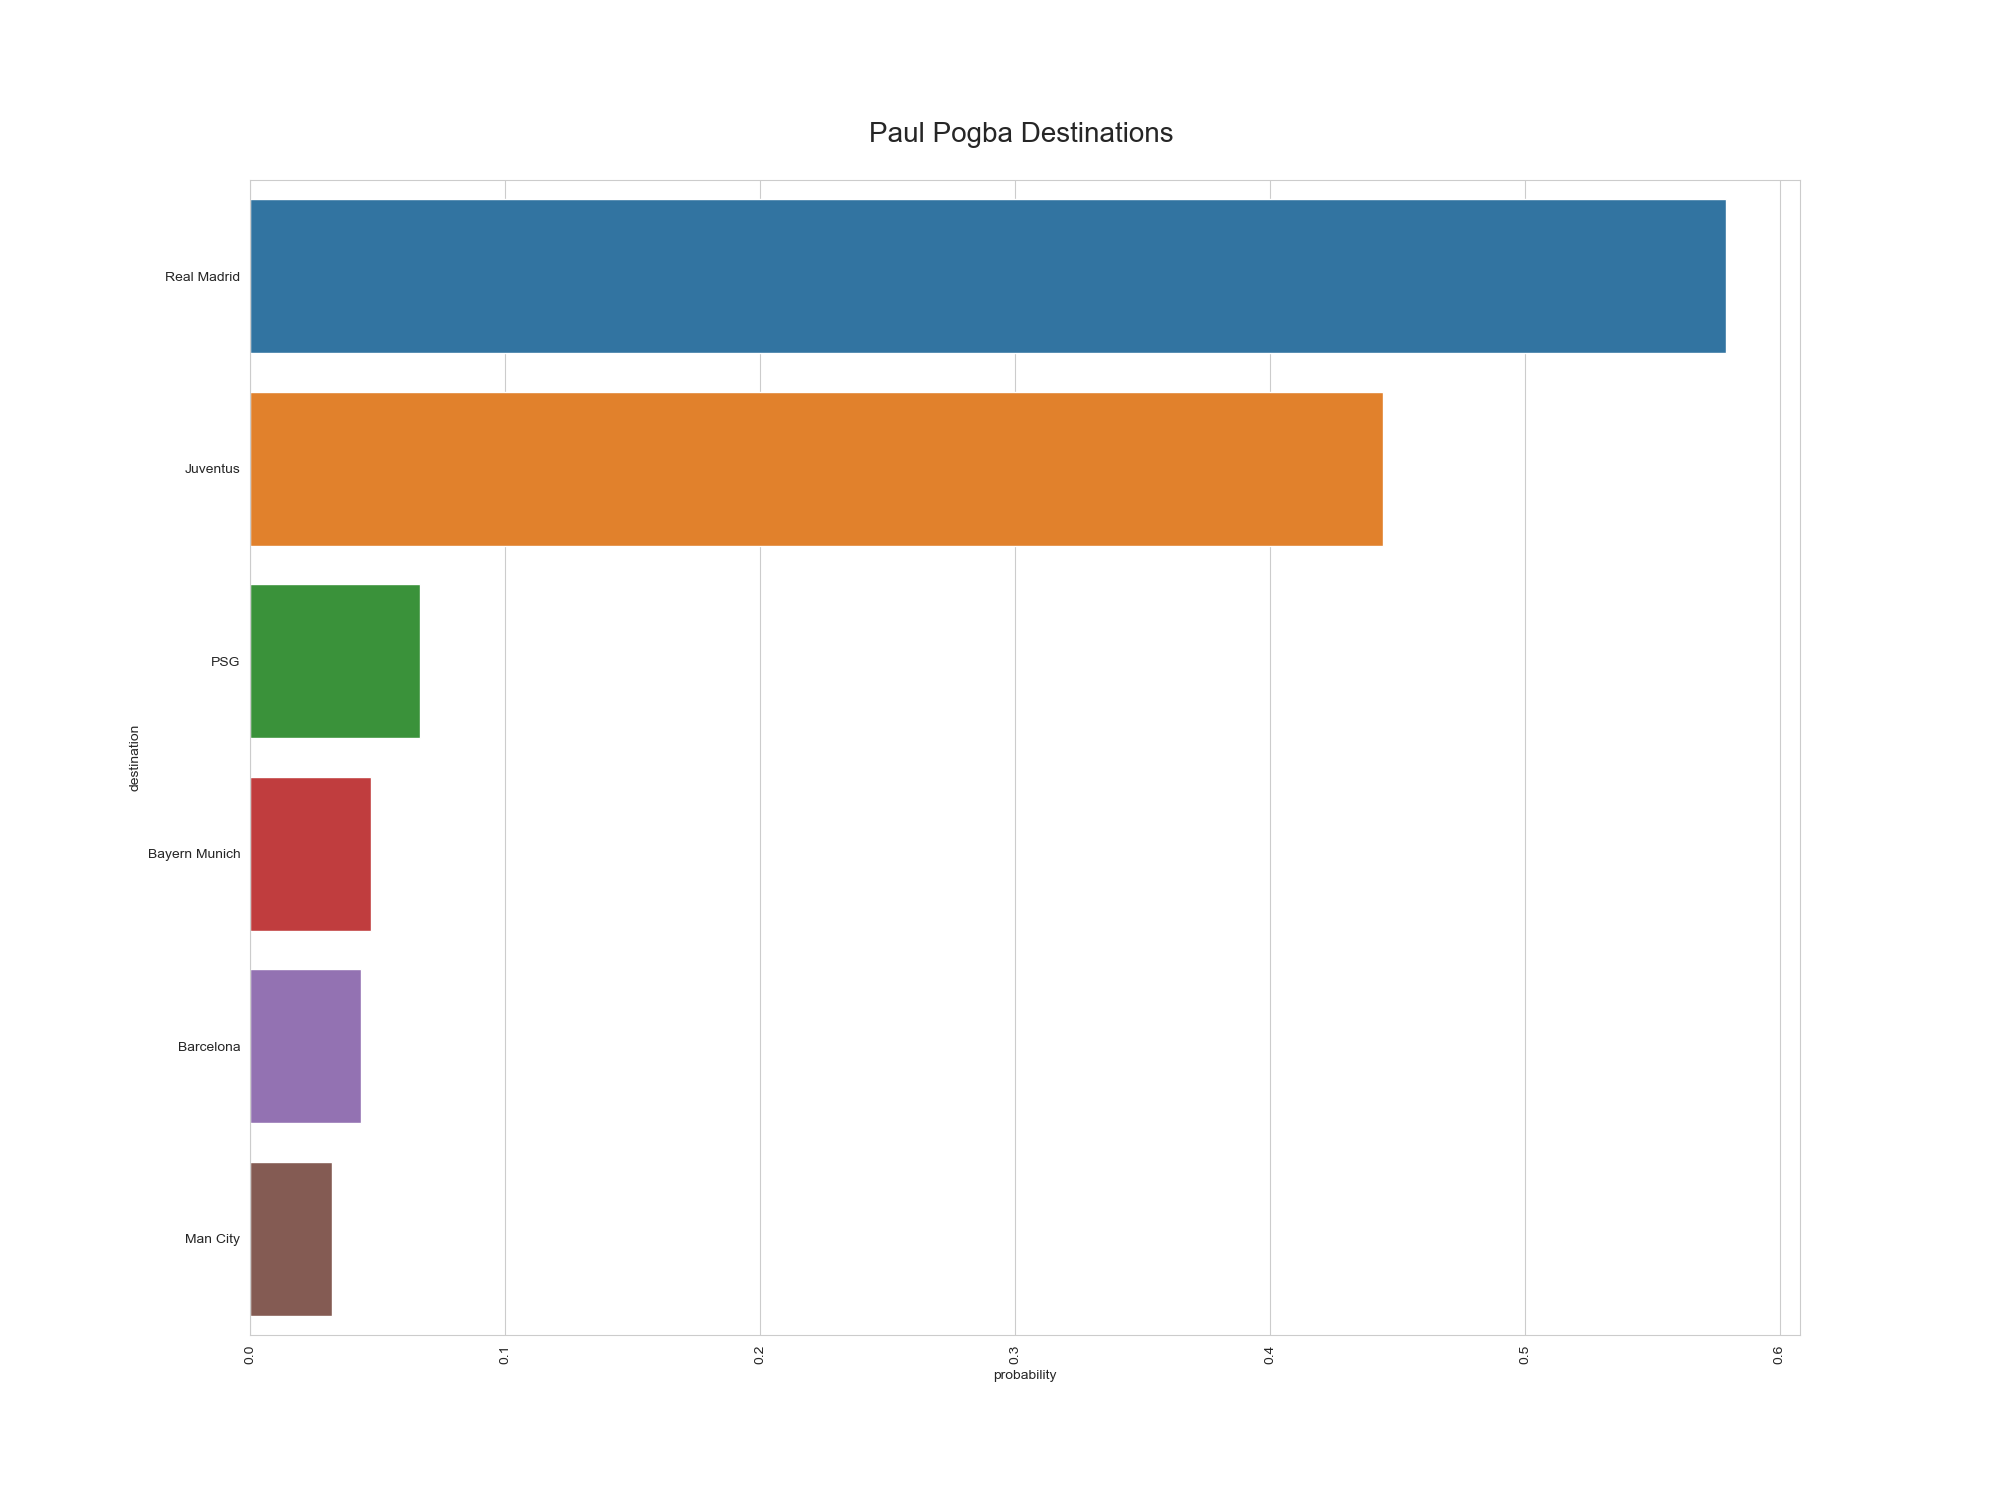 Paul Pogba Destinations
destination
Real Madrid
Juventus
PSG
Bayern Munich
Barcelona
Man City
0.0
0.1
0.2
0.3
0.4
0.5
0.6
probability